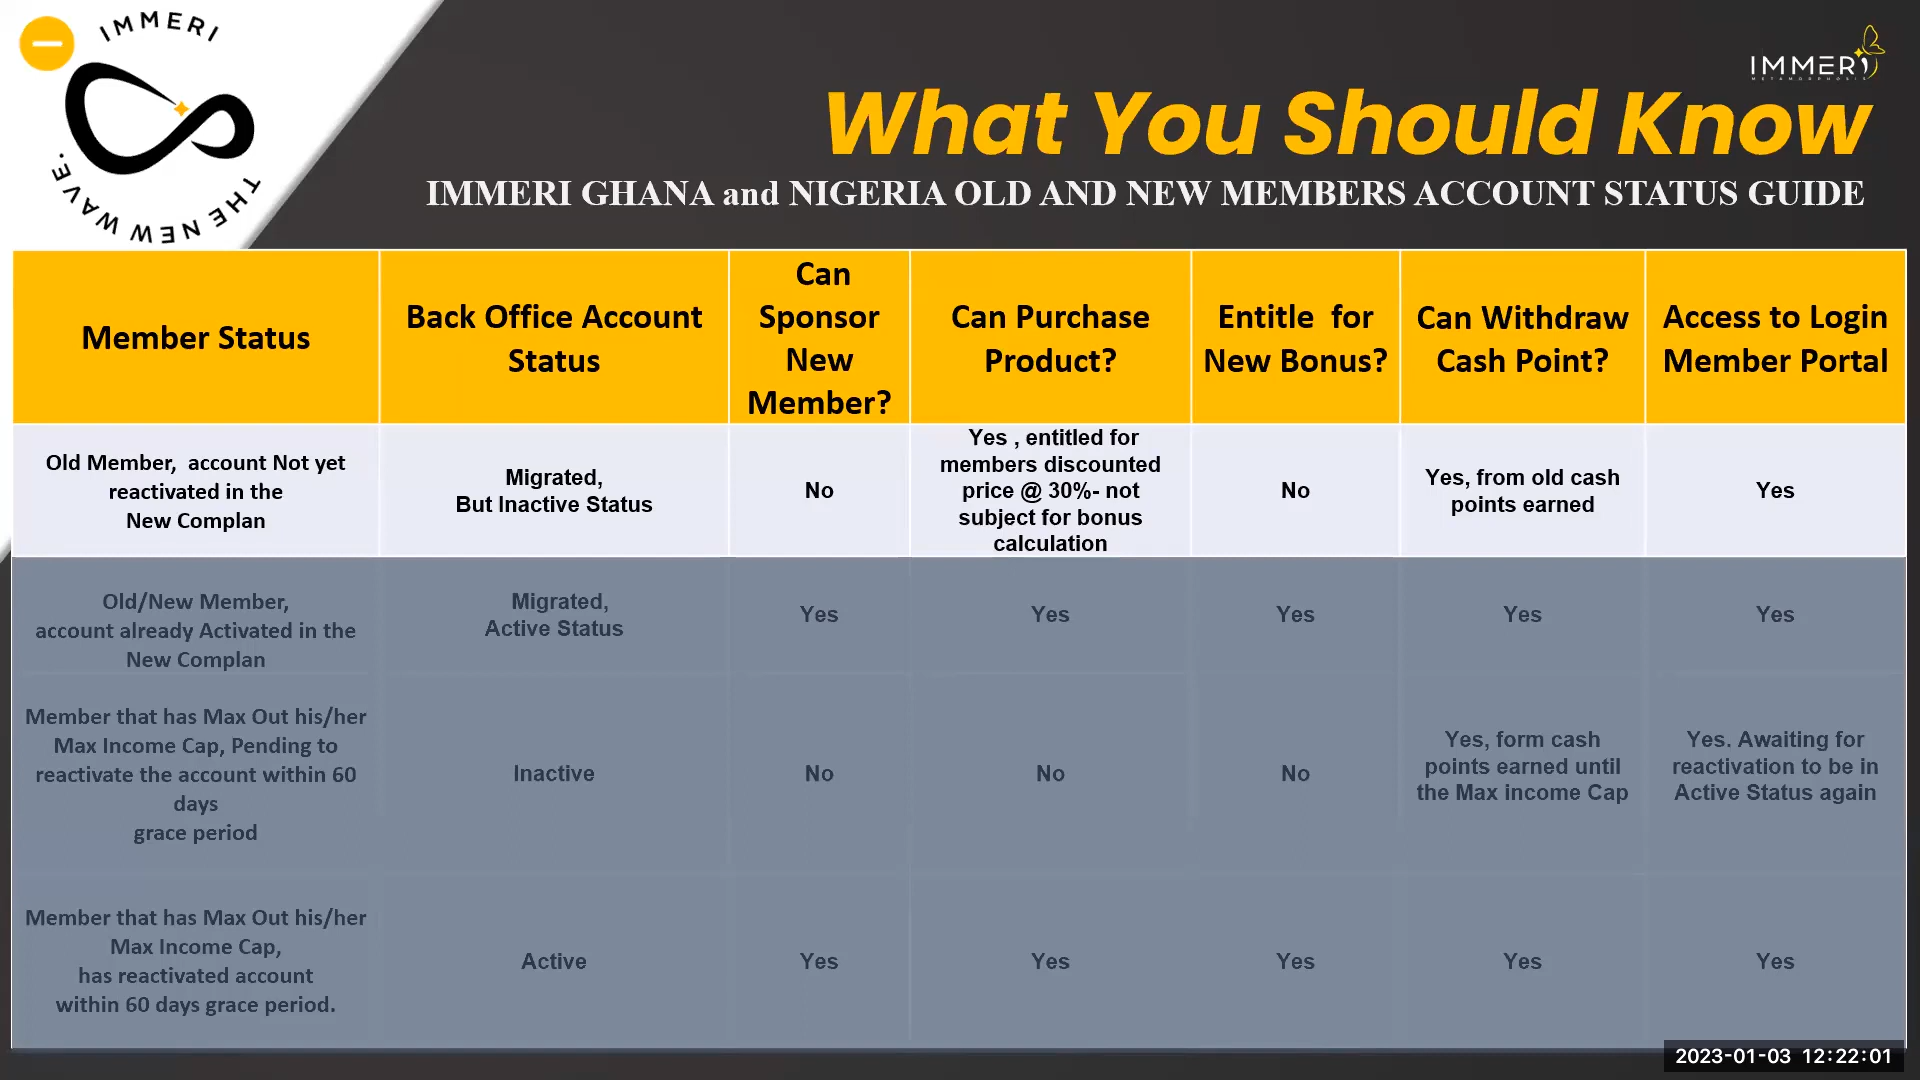 IMMERI
THE NEW WAVE.
IMMERI
METAMORPHOSIS
What You Should Know
IMMERI GHANA and NIGERIA OLD AND NEW MEMBERS ACCOUNT STATUS GUIDE
Member Status
Back Office Account
Status
Can
Sponsor
New
Member?
Can Purchase
Product?
Entitle for
New Bonus?
Can Withdraw
Cash Point?
Access to Login
Member Portal
Old Member, account Not yet
reactivated in the
New Complan
Migrated,
But Inactive Status
No
Yes , entitled for
members discounted
price @ 30%- not
subject for bonus
calculation
No
Yes, from old cash
points earned
Yes
Old/New Member,
account already Activated in the
New Complan
Migrated,
Active Status
Yes
Yes
Yes
Yes
Yes
Member that has Max Out his/her
Max Income Cap, Pending to
reactivate the account within 60
days
grace period
Inactive
No
No
No
Yes, form cash
points earned until
the Max income Cap
Yes. Awaiting for
reactivation to be in
Active Status again
Member that has Max Out his/her
Max Income Cap,
has reactivated account
within 60 days grace period.
Active
Yes
Yes
Yes
Yes
Yes
2023-01-03 12:22:01